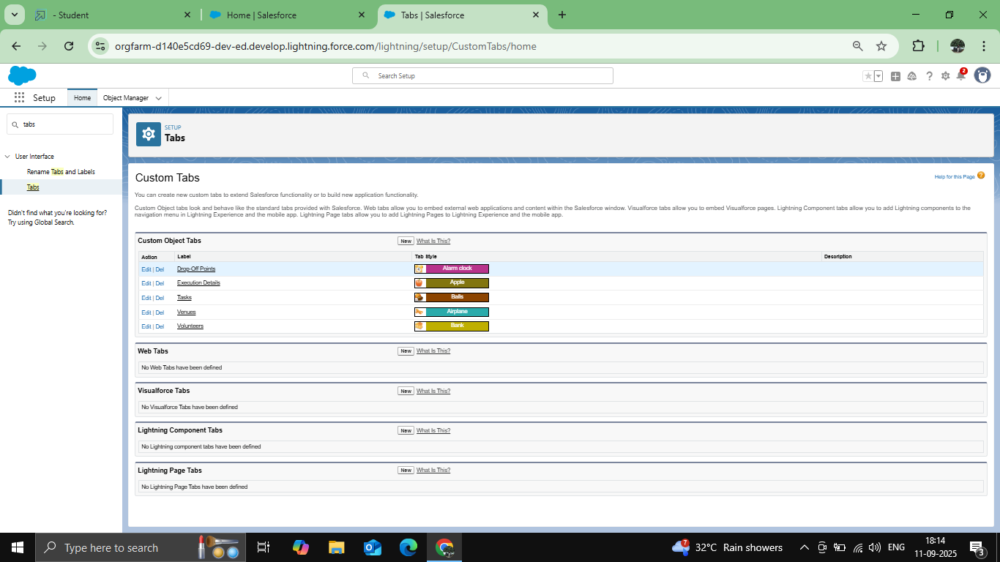 - Student
Home | Salesforce
Tabs | Salesforce
orgfarm-d140e5cd69-dev-ed.develop.lightning.force.com/lightning/setup/CustomTabs/home
Search Setup
2
Setup
Home
Object Manager
tabs
User Interface
Rename Tabs and Labels
Tabs
Didn't find what you're looking for?
Try using Global Search.
SETUP
Tabs
Custom Tabs
Help for this Page
You can create new custom tabs to extend Salesforce functionality or to build new application functionality.
Custom Object tabs look and behave like the standard tabs provided with Salesforce. Web tabs allow you to embed external web applications and content within the Salesforce window. Visualforce tabs allow you to embed Visualforce pages. Lightning Component tabs allow you to add Lightning components to the
navigation menu in Lightning Experience and the mobile app. Lightning Page tabs allow you to add Lightning Pages to Lightning Experience and the mobile app.
Custom Object Tabs New What Is This?
Action Label Tab Style Description
Edit | Del Drop-Off Points Alarm clock
Edit | Del Execution Details Apple
Edit | Del Tasks Balls
Edit | Del Venues Airplane
Edit | Del Volunteers Bank
Web Tabs New What Is This?
No Web Tabs have been defined
Visualforce Tabs New What Is This?
No Visualforce Tabs have been defined
Lightning Component Tabs New What Is This?
No Lightning component tabs have been defined
Lightning Page Tabs New What Is This?
No Lightning Page Tabs have been defined
Type here to search
7
32°C Rain showers
ENG
18:14
11-09-2025
3